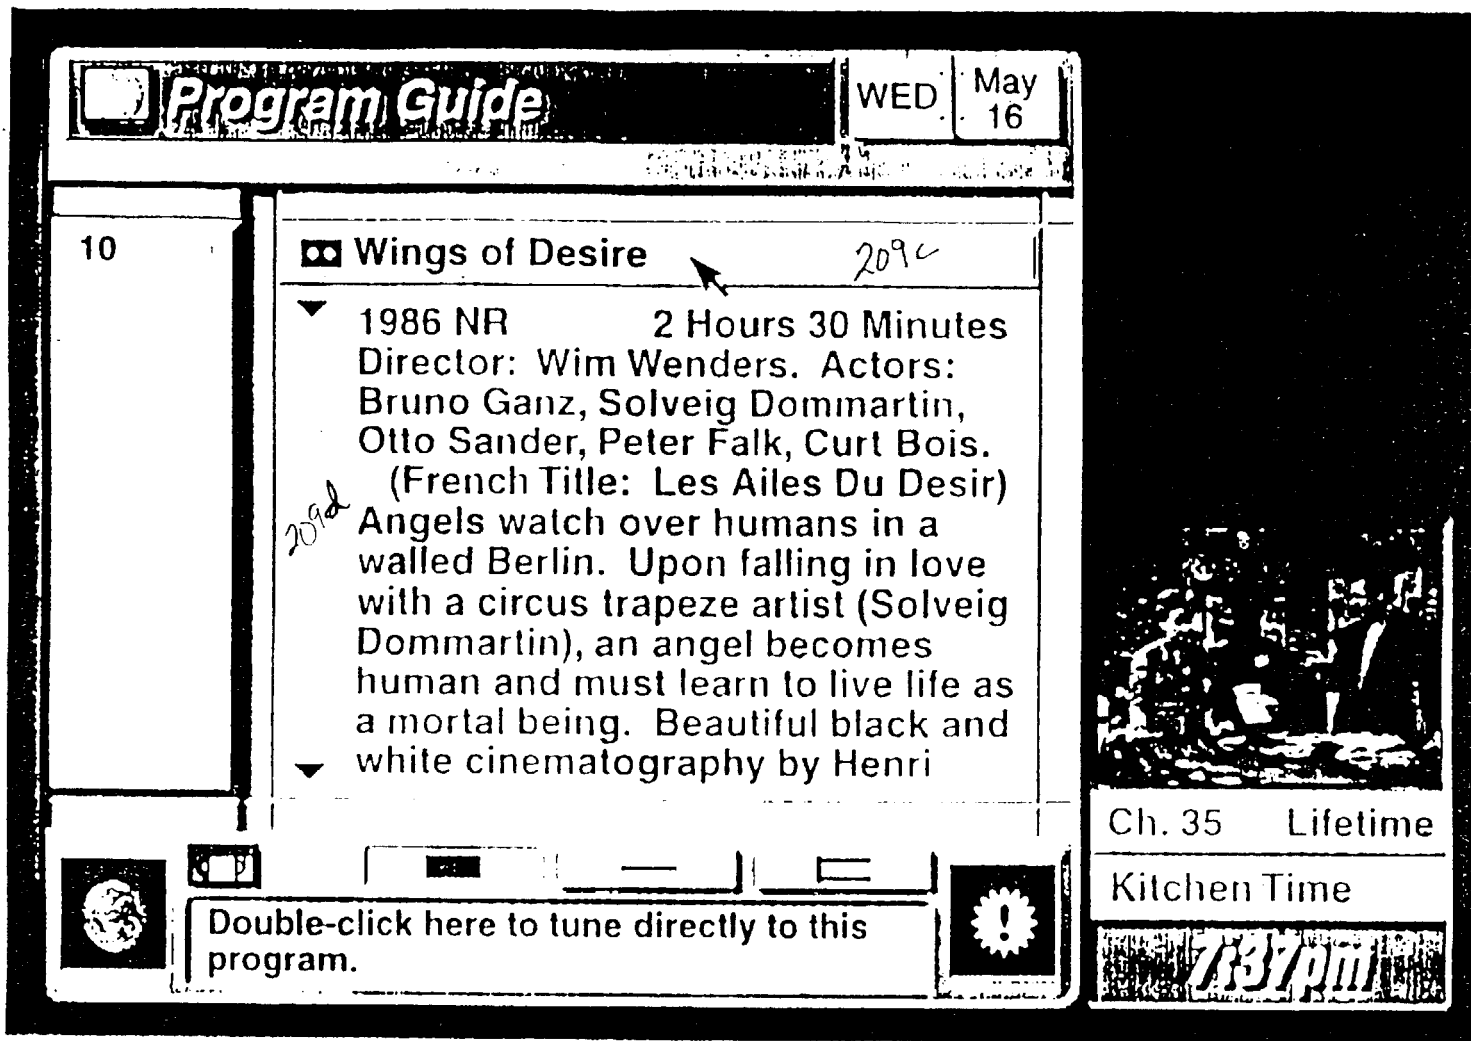 Program Guide
WED
May
16
10
Wings of Desire
209c
1986 NR 2 Hours 30 Minutes
Director: Wim Wenders. Actors:
Bruno Ganz, Solveig Dommartin,
Otto Sander, Peter Falk, Curt Bois.
(French Title: Les Ailes Du Desir)
209d
Angels watch over humans in a
walled Berlin. Upon falling in love
with a circus trapeze artist (Solveig
Dommartin), an angel becomes
human and must learn to live life as
a mortal being. Beautiful black and
white cinematography by Henri
!
Double-click here to tune directly to this
program.
Ch. 35 Lifetime
Kitchen Time
7:37pm